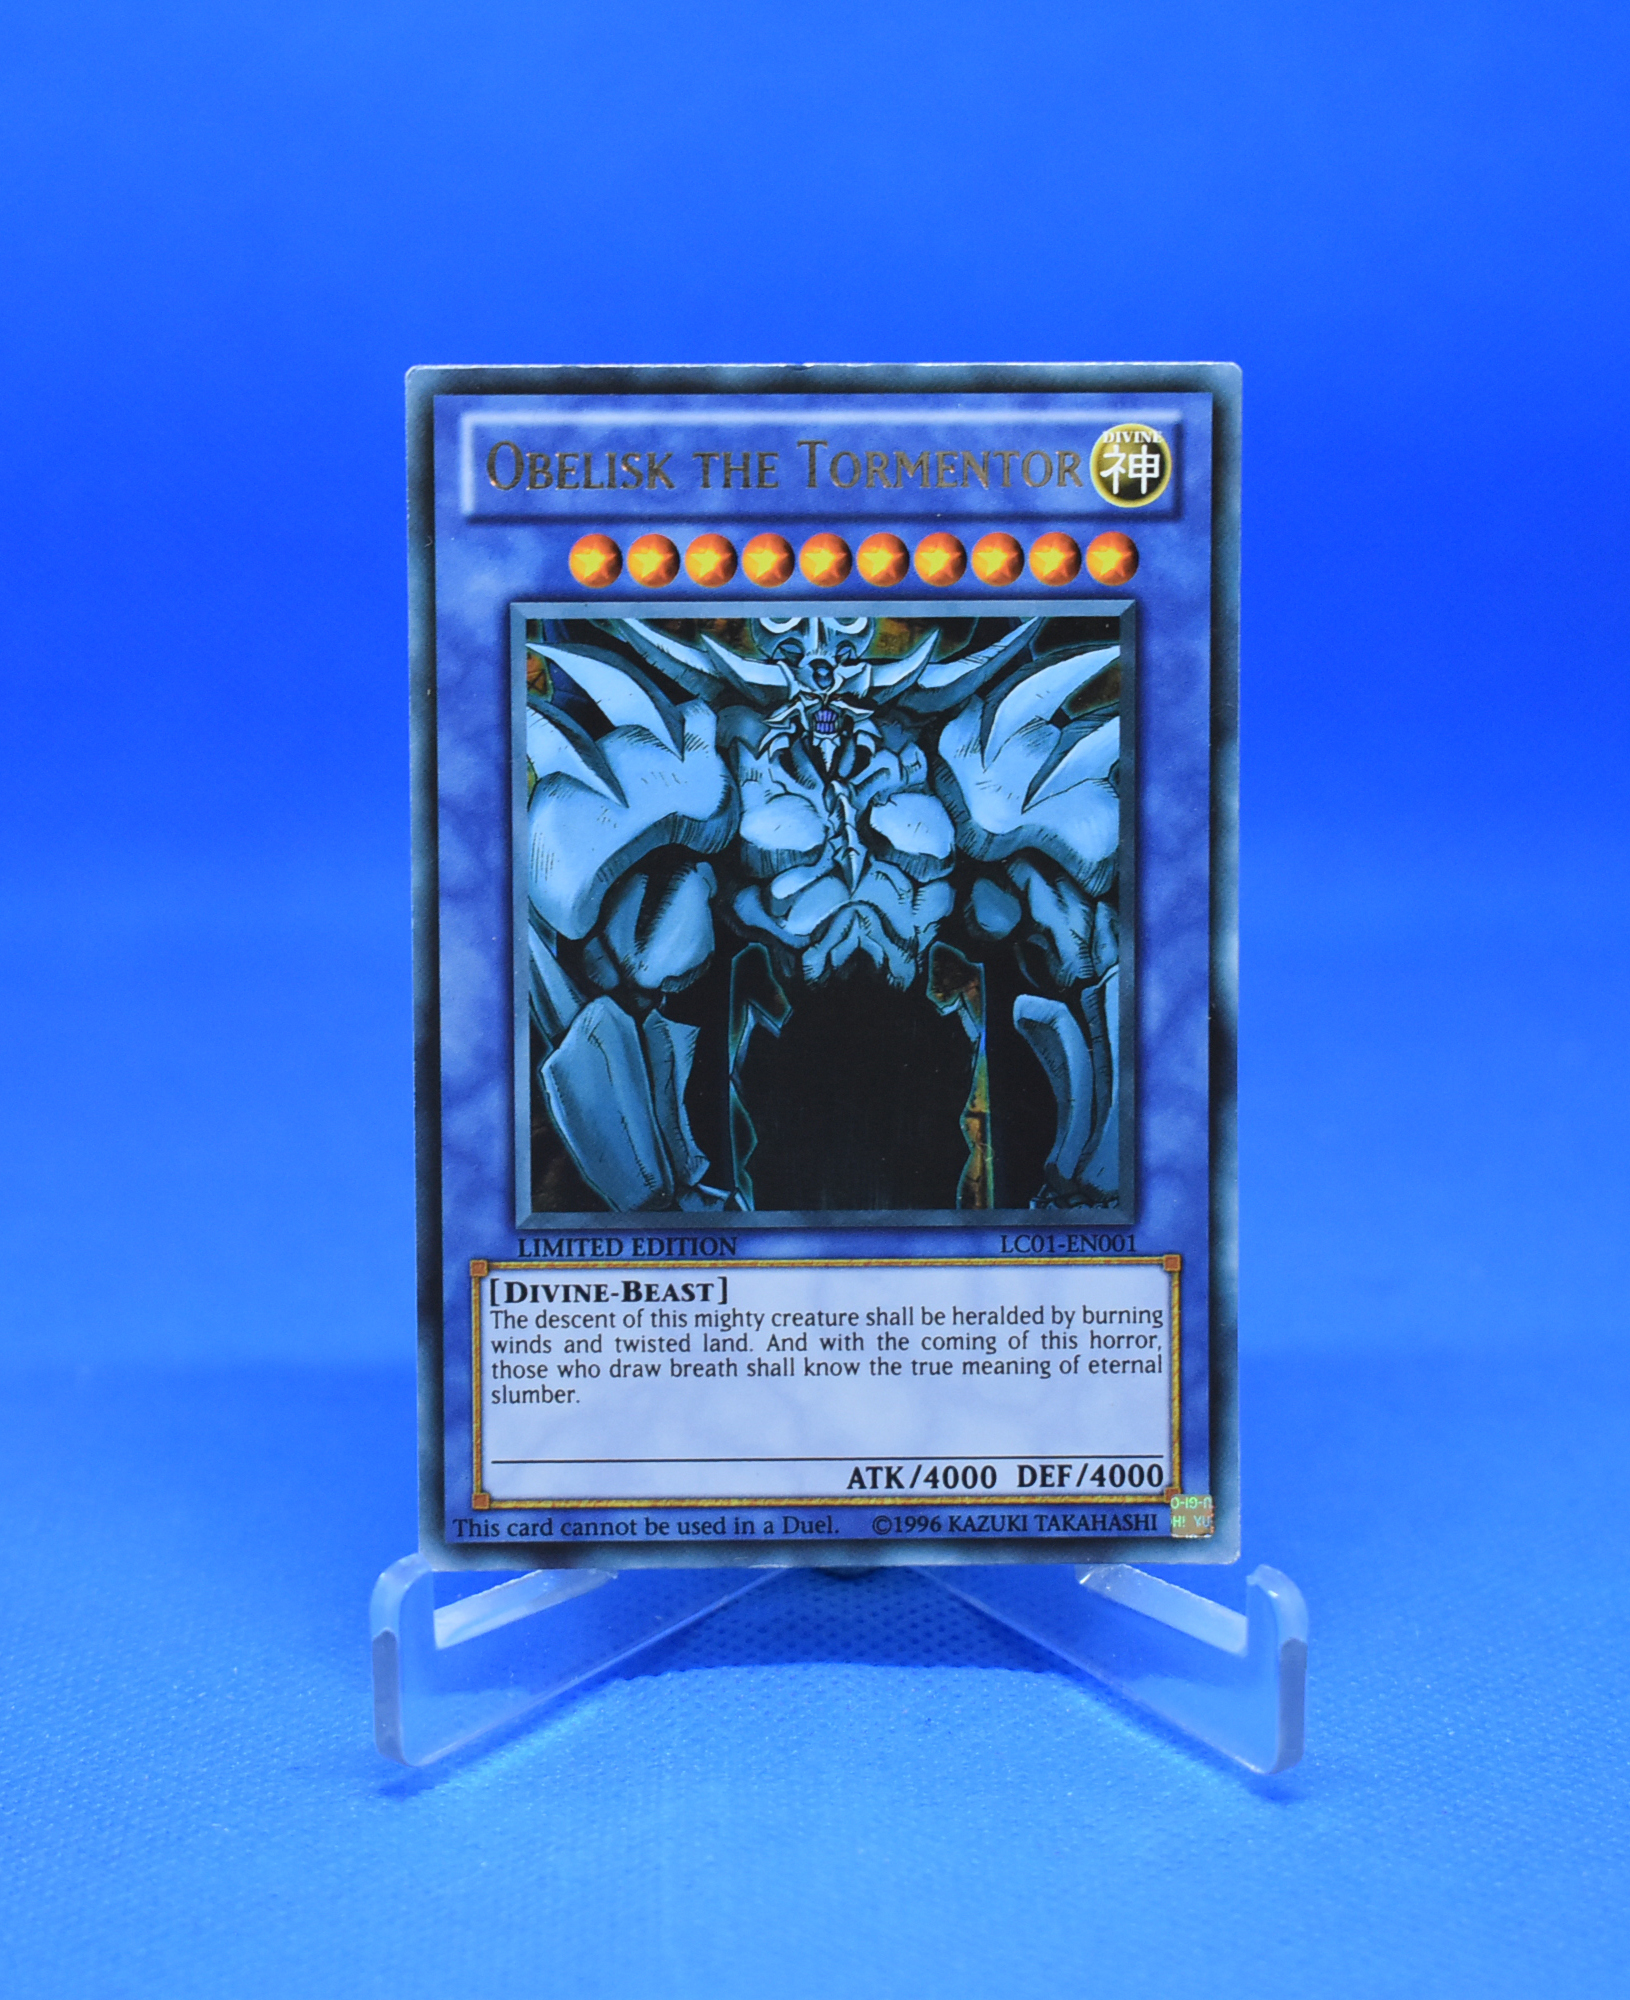 OBELISK THE TORMENTOR
DIVINE
神
LIMITED EDITION LC01-EN001
[DIVINE-BEAST]
The descent of this mighty creature shall be heralded by burning
winds and twisted land. And with the coming of this horror,
those who draw breath shall know the true meaning of eternal
slumber.
ATK/4000 DEF/4000
This card cannot be used in a Duel. ©1996 KAZUKI TAKAHASHI